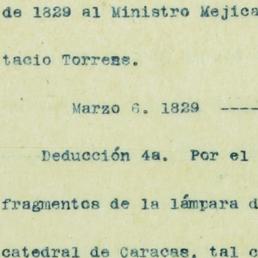 de 1829 al Ministro Mejica
tacio Torrens.
Marzo 6. 1829 ----
Deducción 4a. Por el
fragmentos de la lámpara d
catedral de Caracas, tal c